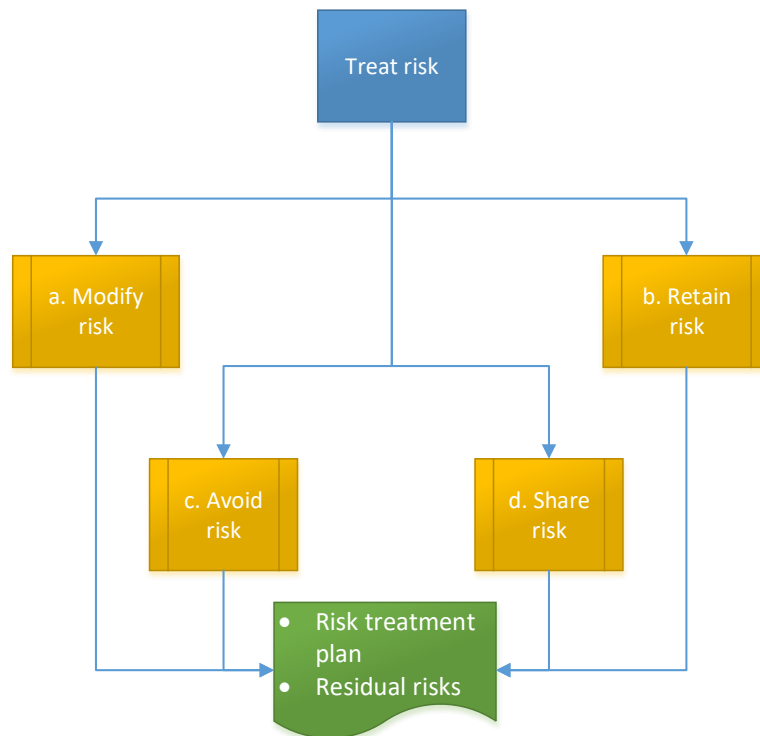 Treat risk
a. Modify
risk
b. Retain
risk
c. Avoid
risk
d. Share
risk
• Risk treatment
plan
• Residual risks